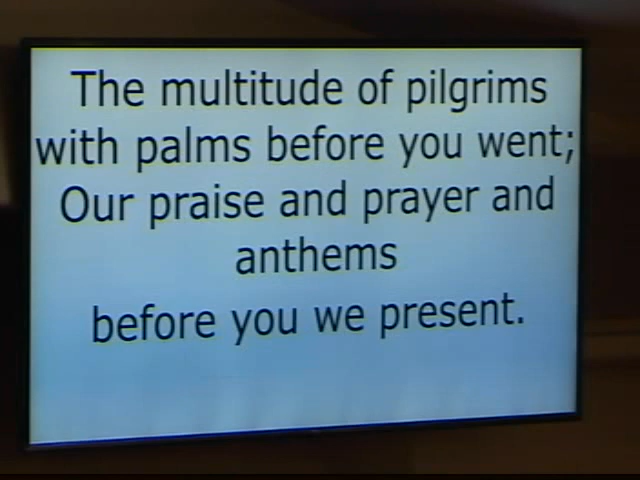 The multitude of pilgrims
with palms before you went;
Our praise and prayer and
anthems
before you we present.